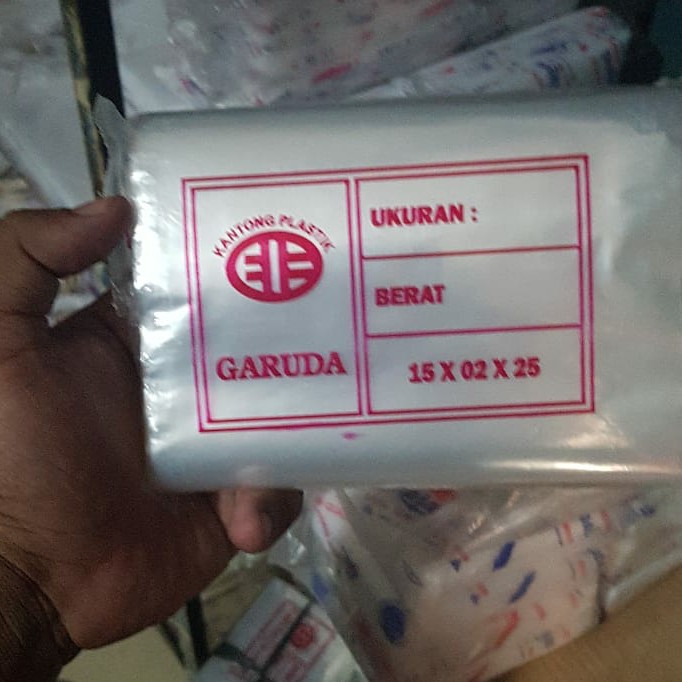 KANTONG PLASTIK
GARUDA
UKURAN :
BERAT
15 X 02 X 25